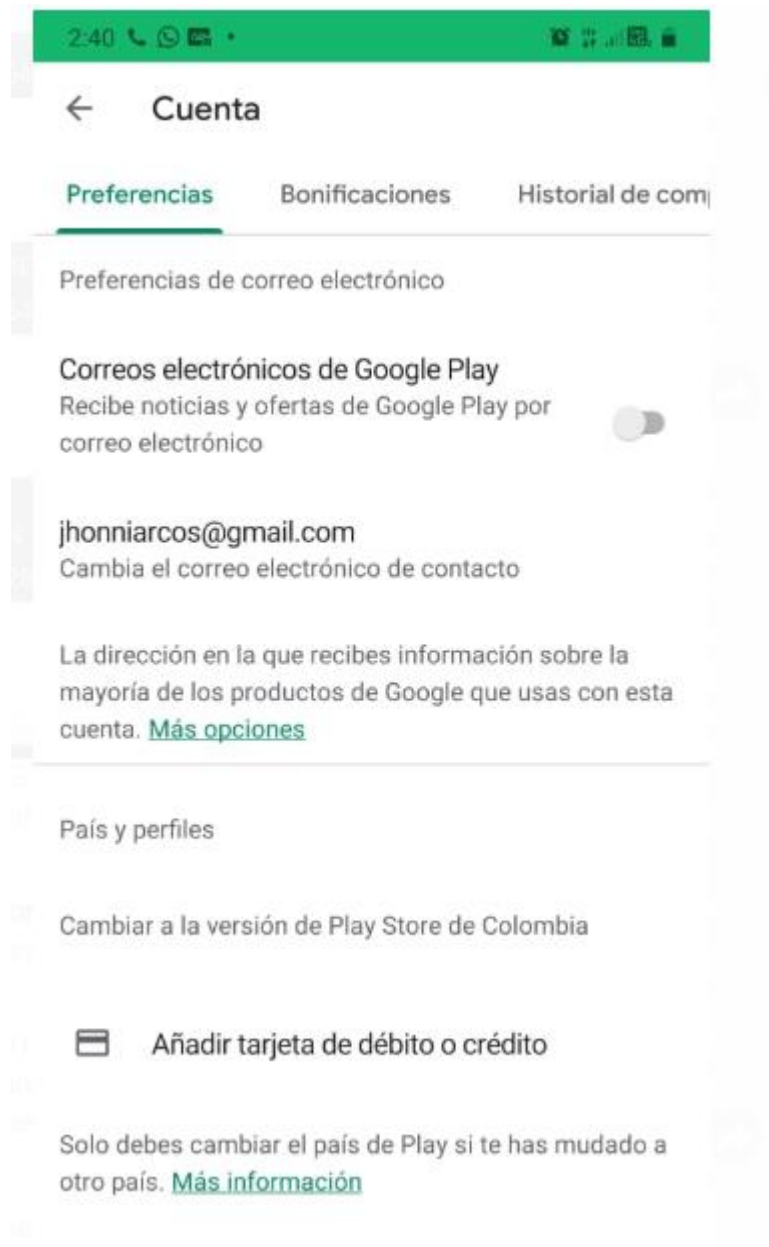 2:40
Cuenta
Preferencias Bonificaciones Historial de com
Preferencias de correo electrónico
Correos electrónicos de Google Play
Recibe noticias y ofertas de Google Play por
correo electrónico
jhonniarcos@gmail.com
Cambia el correo electrónico de contacto
La dirección en la que recibes información sobre la
mayoría de los productos de Google que usas con esta
cuenta. Más opciones
País y perfiles
Cambiar a la versión de Play Store de Colombia
Añadir tarjeta de débito o crédito
Solo debes cambiar el país de Play si te has mudado a
otro país. Más información